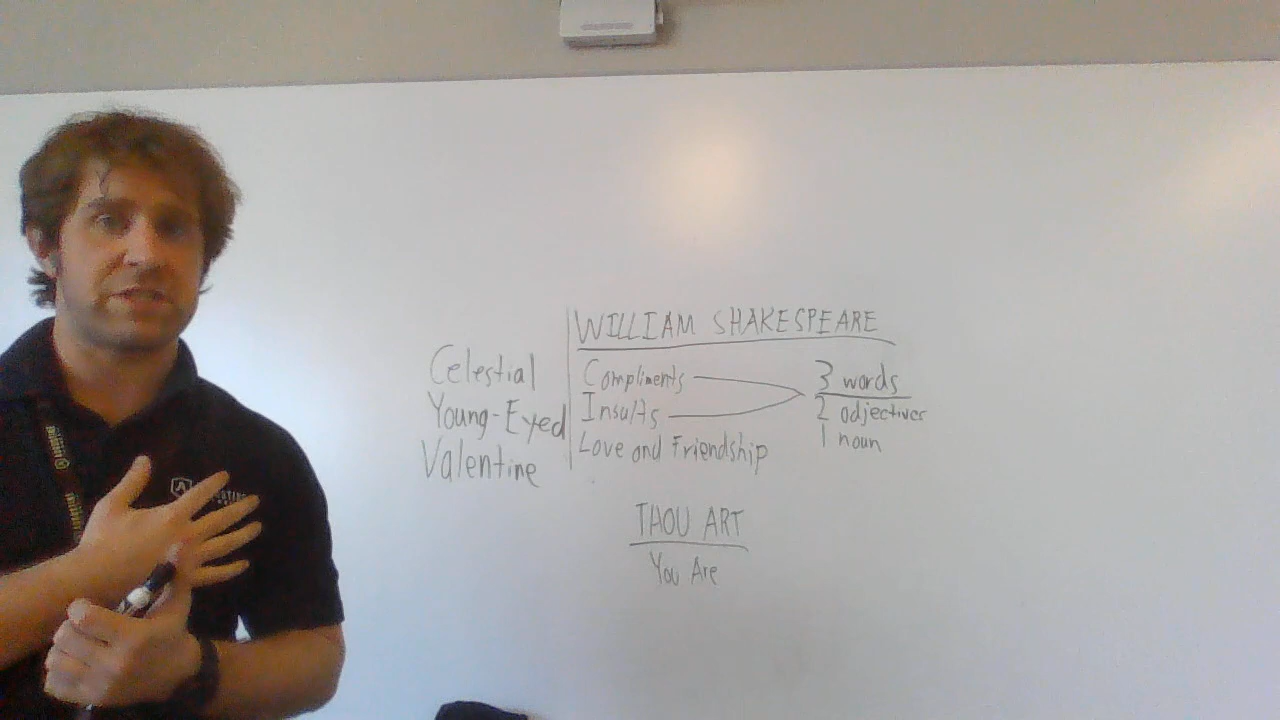 WILLIAM SHAKESPEARE
Celestial
Young-Eyed
Valentine
Compliments
Insults
Love and Friendship
3 words
2 adjectives
1 noun
THOU ART
You Are